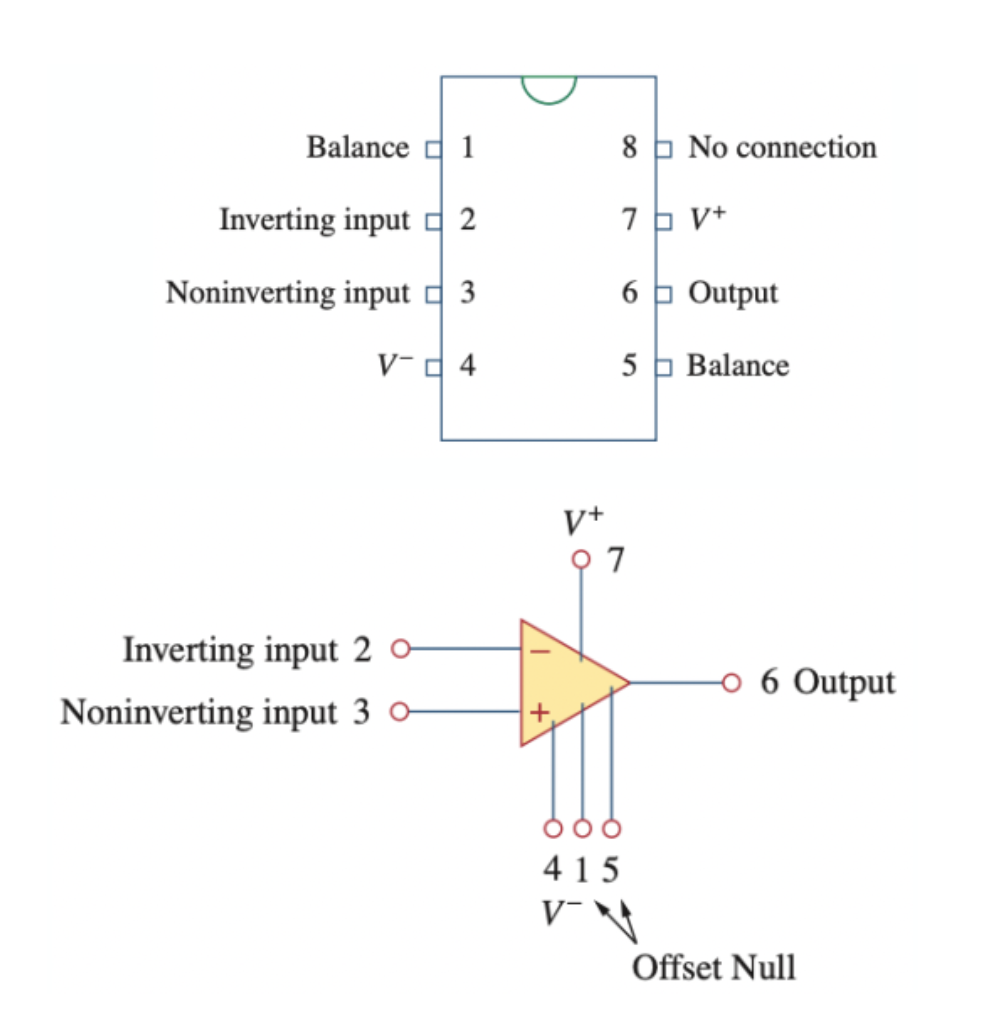 Balance 1 8 No connection
Inverting input 2 7 V⁺
Noninverting input 3 6 Output
V⁻ 4 5 Balance
V⁺
7
Inverting input 2 −
6 Output
Noninverting input 3 +
4 1 5
V⁻
Offset Null